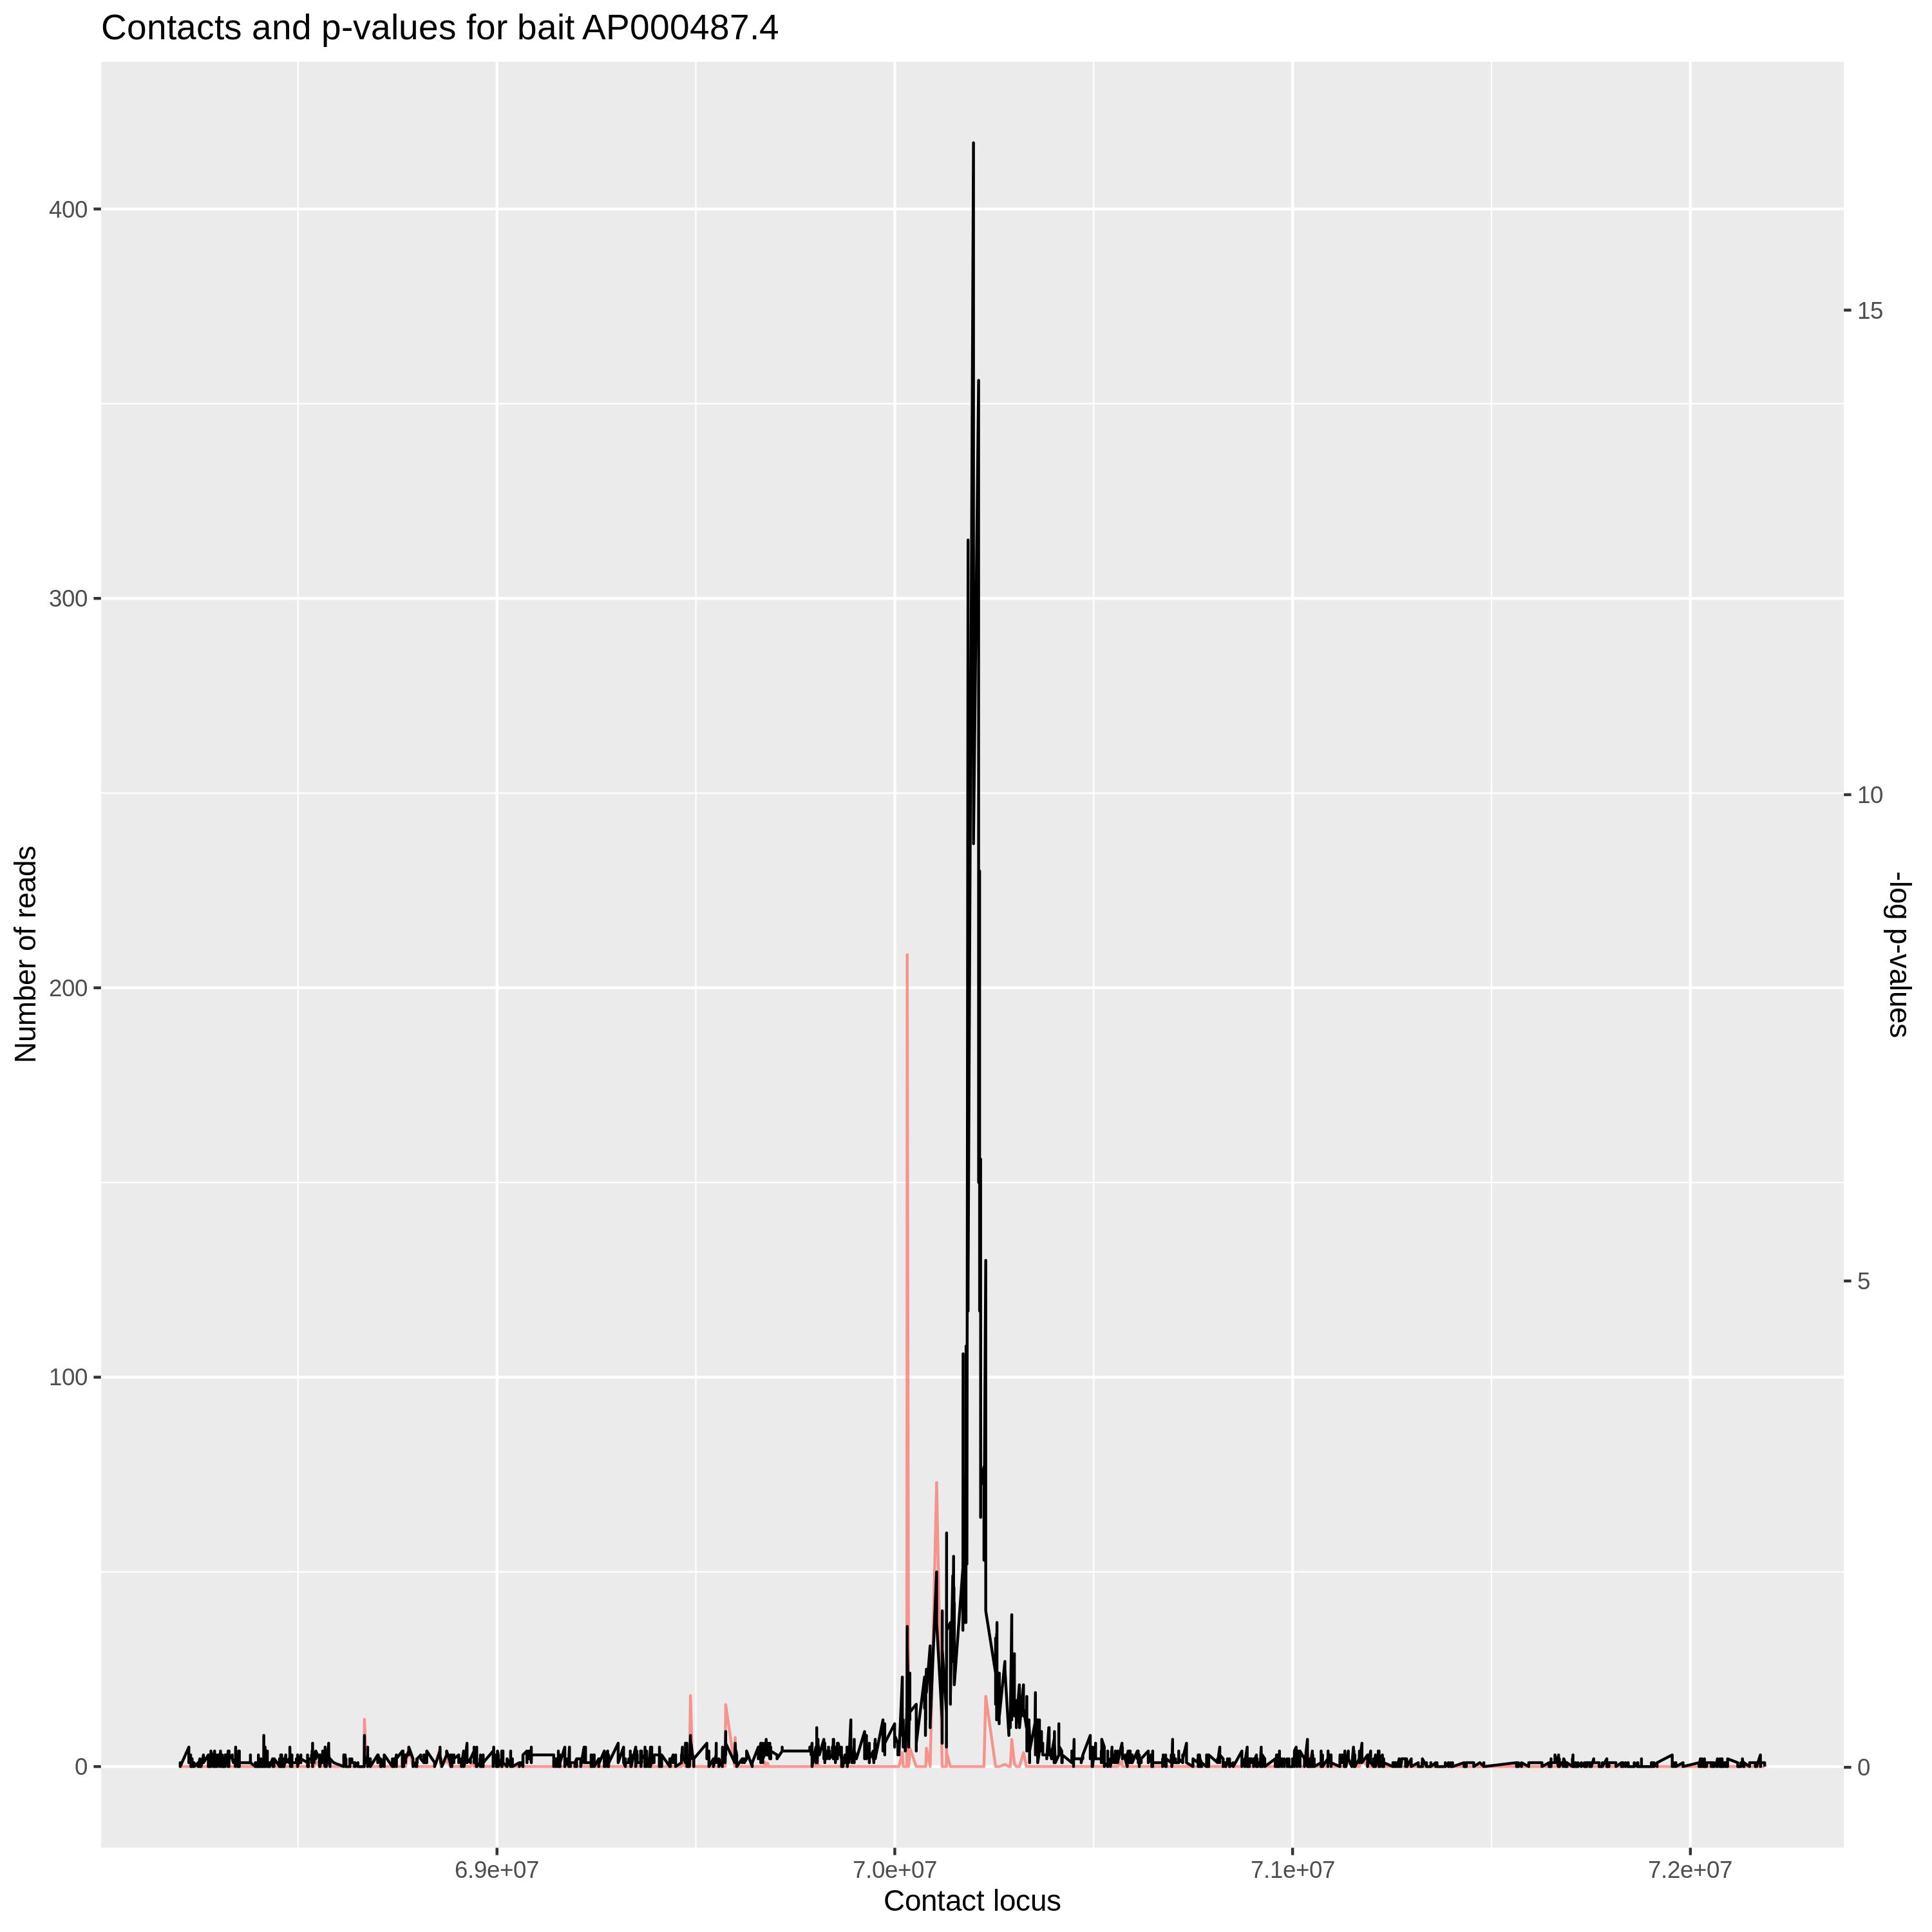 Contacts and p-values for bait AP000487.4
400
300
200
100
0
Number of reads
15
10
5
0
-log p-values
6.9e+07
7.0e+07
7.1e+07
7.2e+07
Contact locus